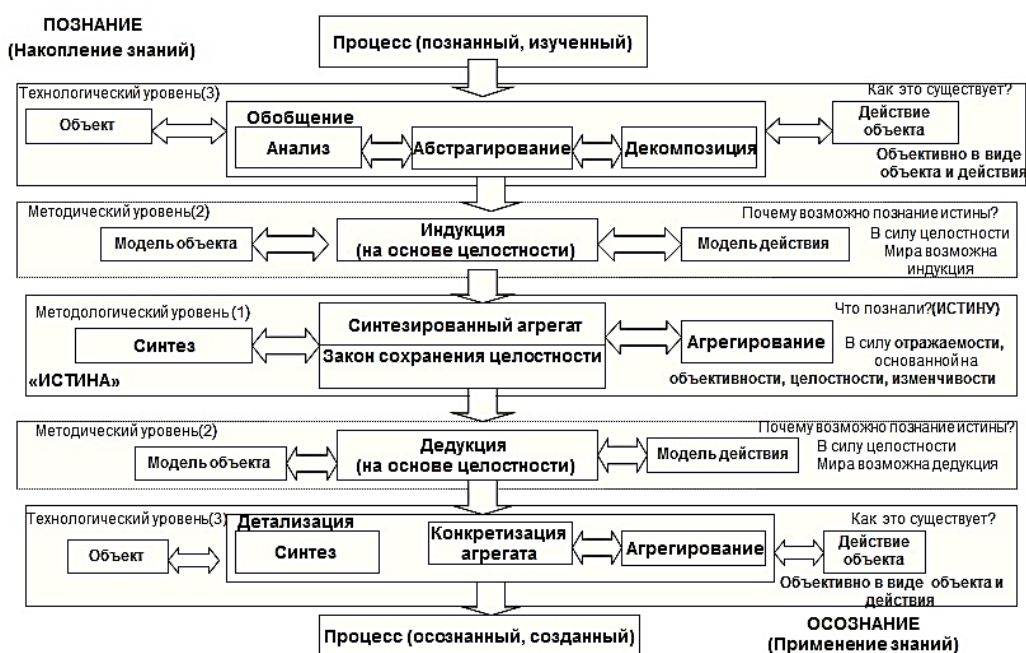 ПОЗНАНИЕ
(Накопление знаний)
Процесс (познанный, изученный)
Технологический уровень(3)
Как это существует?
Объект
Обобщение
Анализ
Абстрагирование
Декомпозиция
Действие
объекта
Объективно в виде
объекта и действия
Методический уровень(2)
Почему возможно познание истины?
Модель объекта
Индукция
(на основе целостности)
Модель действия
В силу целостности
Мира возможна
индукция
Методологический уровень (1)
Что познали?(ИСТИНУ)
Синтез
Синтезированный агрегат
Закон сохранения целостности
Агрегирование
В силу отражаемости,
основанной на
объективности, целостности, изменчивости
«ИСТИНА»
Методический уровень(2)
Почему возможно познание истины?
Модель объекта
Дедукция
(на основе целостности)
Модель действия
В силу целостности
Мира возможна дедукция
Технологический уровень(3)
Как это существует?
Объект
Детализация
Синтез
Конкретизация
агрегата
Агрегирование
Действие
объекта
Объективно в виде объекта и
действия
Процесс (осознанный, созданный)
ОСОЗНАНИЕ
(Применение знаний)